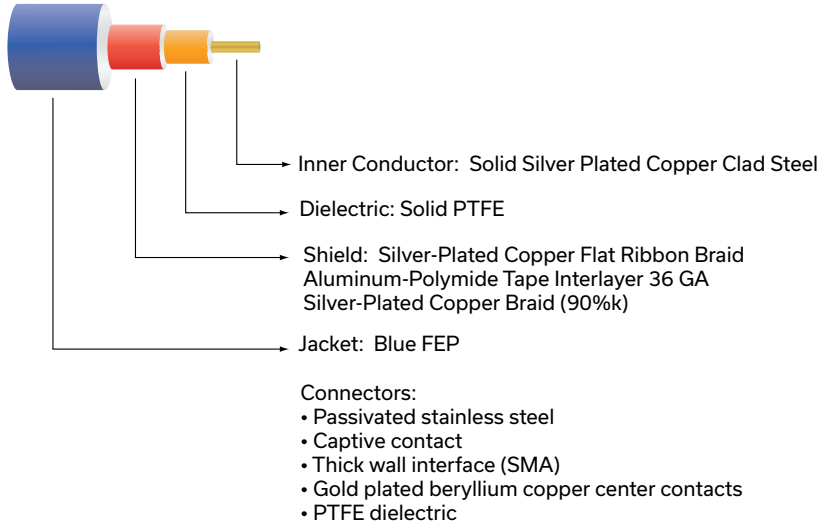 Inner Conductor: Solid Silver Plated Copper Clad Steel
Dielectric: Solid PTFE
Shield: Silver-Plated Copper Flat Ribbon Braid
Aluminum-Polymide Tape Interlayer 36 GA
Silver-Plated Copper Braid (90%k)
Jacket: Blue FEP
Connectors:
• Passivated stainless steel
• Captive contact
• Thick wall interface (SMA)
• Gold plated beryllium copper center contacts
• PTFE dielectric